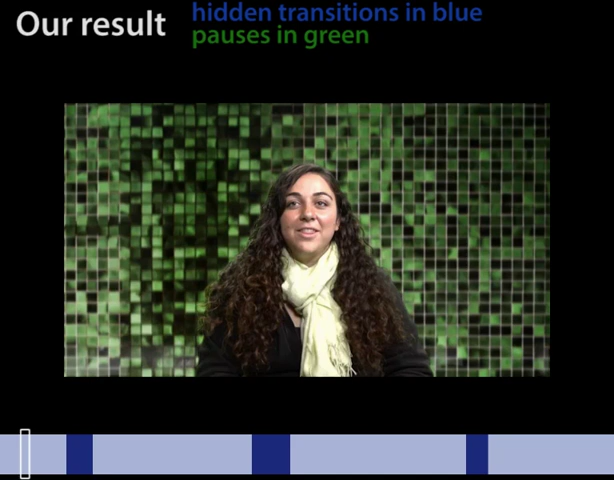 Our result
hidden transitions in blue
pauses in green